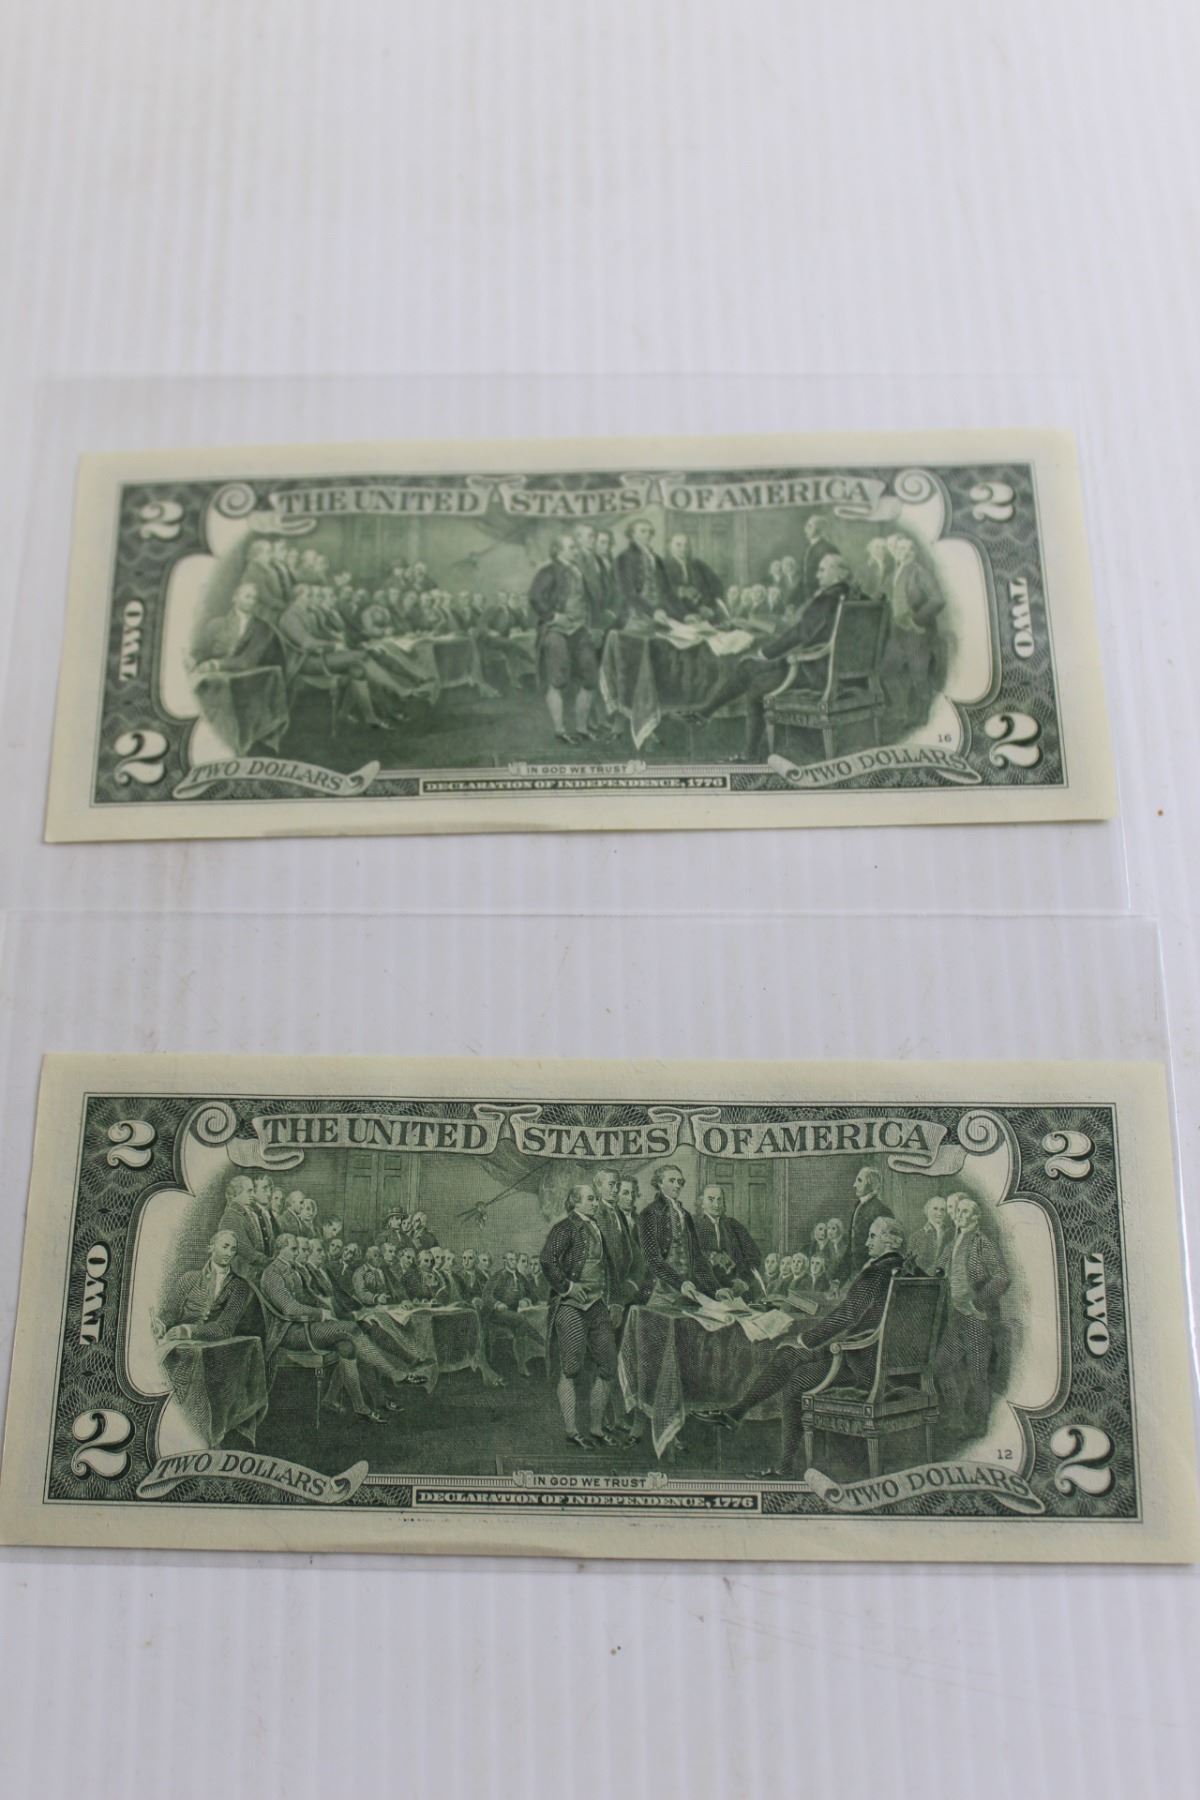 2 THE UNITED STATES OF AMERICA 2
TWO TWO
16
2 TWO DOLLARS IN GOD WE TRUST TWO DOLLARS 2
DECLARATION OF INDEPENDENCE, 1776
2 THE UNITED STATES OF AMERICA 2
TWO TWO
12
2 TWO DOLLARS IN GOD WE TRUST TWO DOLLARS 2
DECLARATION OF INDEPENDENCE, 1776